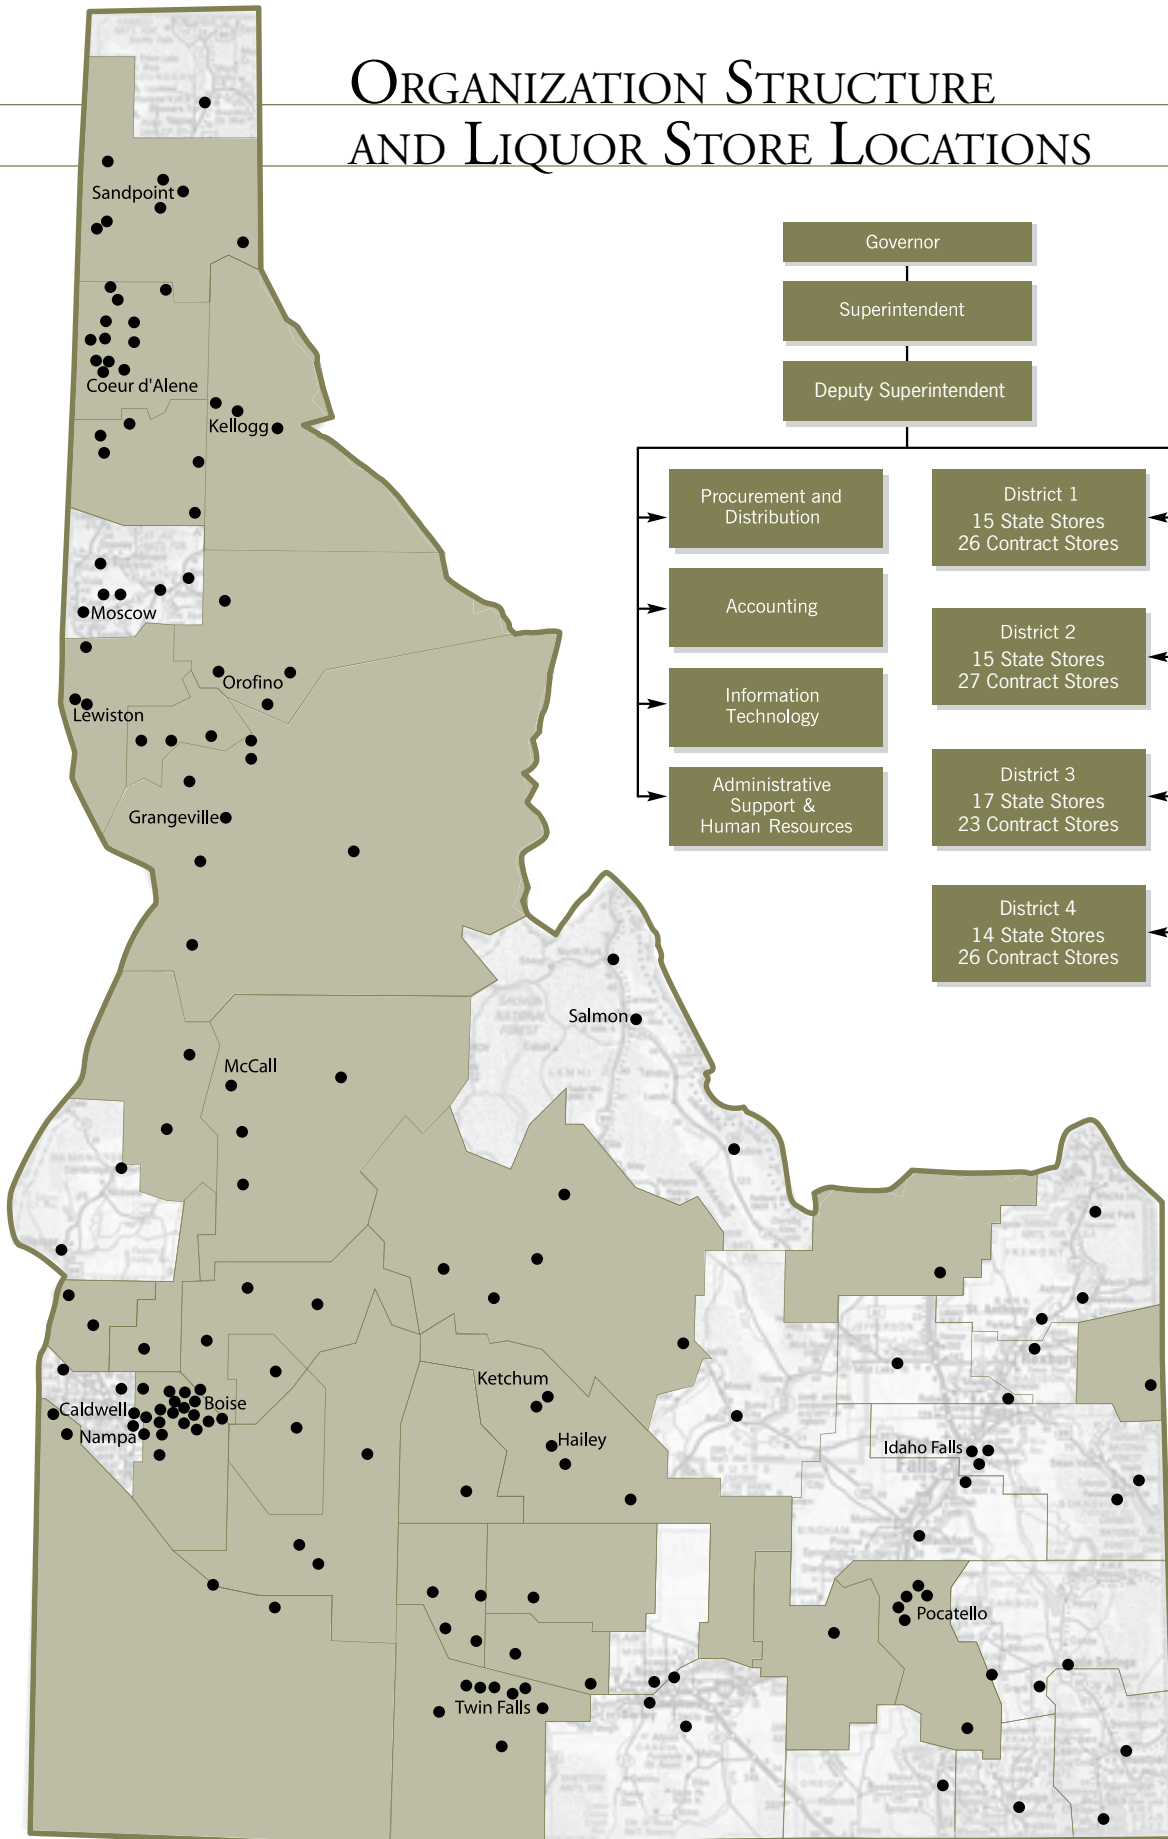 ORGANIZATION STRUCTURE
AND LIQUOR STORE LOCATIONS
Governor
Superintendent
Deputy Superintendent
Procurement and
Distribution
Accounting
Information
Technology
Administrative
Support &
Human Resources
District 1
15 State Stores
26 Contract Stores
District 2
15 State Stores
27 Contract Stores
District 3
17 State Stores
23 Contract Stores
District 4
14 State Stores
26 Contract Stores
Sandpoint
Coeur d'Alene
Kellogg
Moscow
Orofino
Lewiston
Grangeville
Salmon
McCall
Ketchum
Caldwell
Boise
Nampa
Hailey
Idaho Falls
Pocatello
Twin Falls